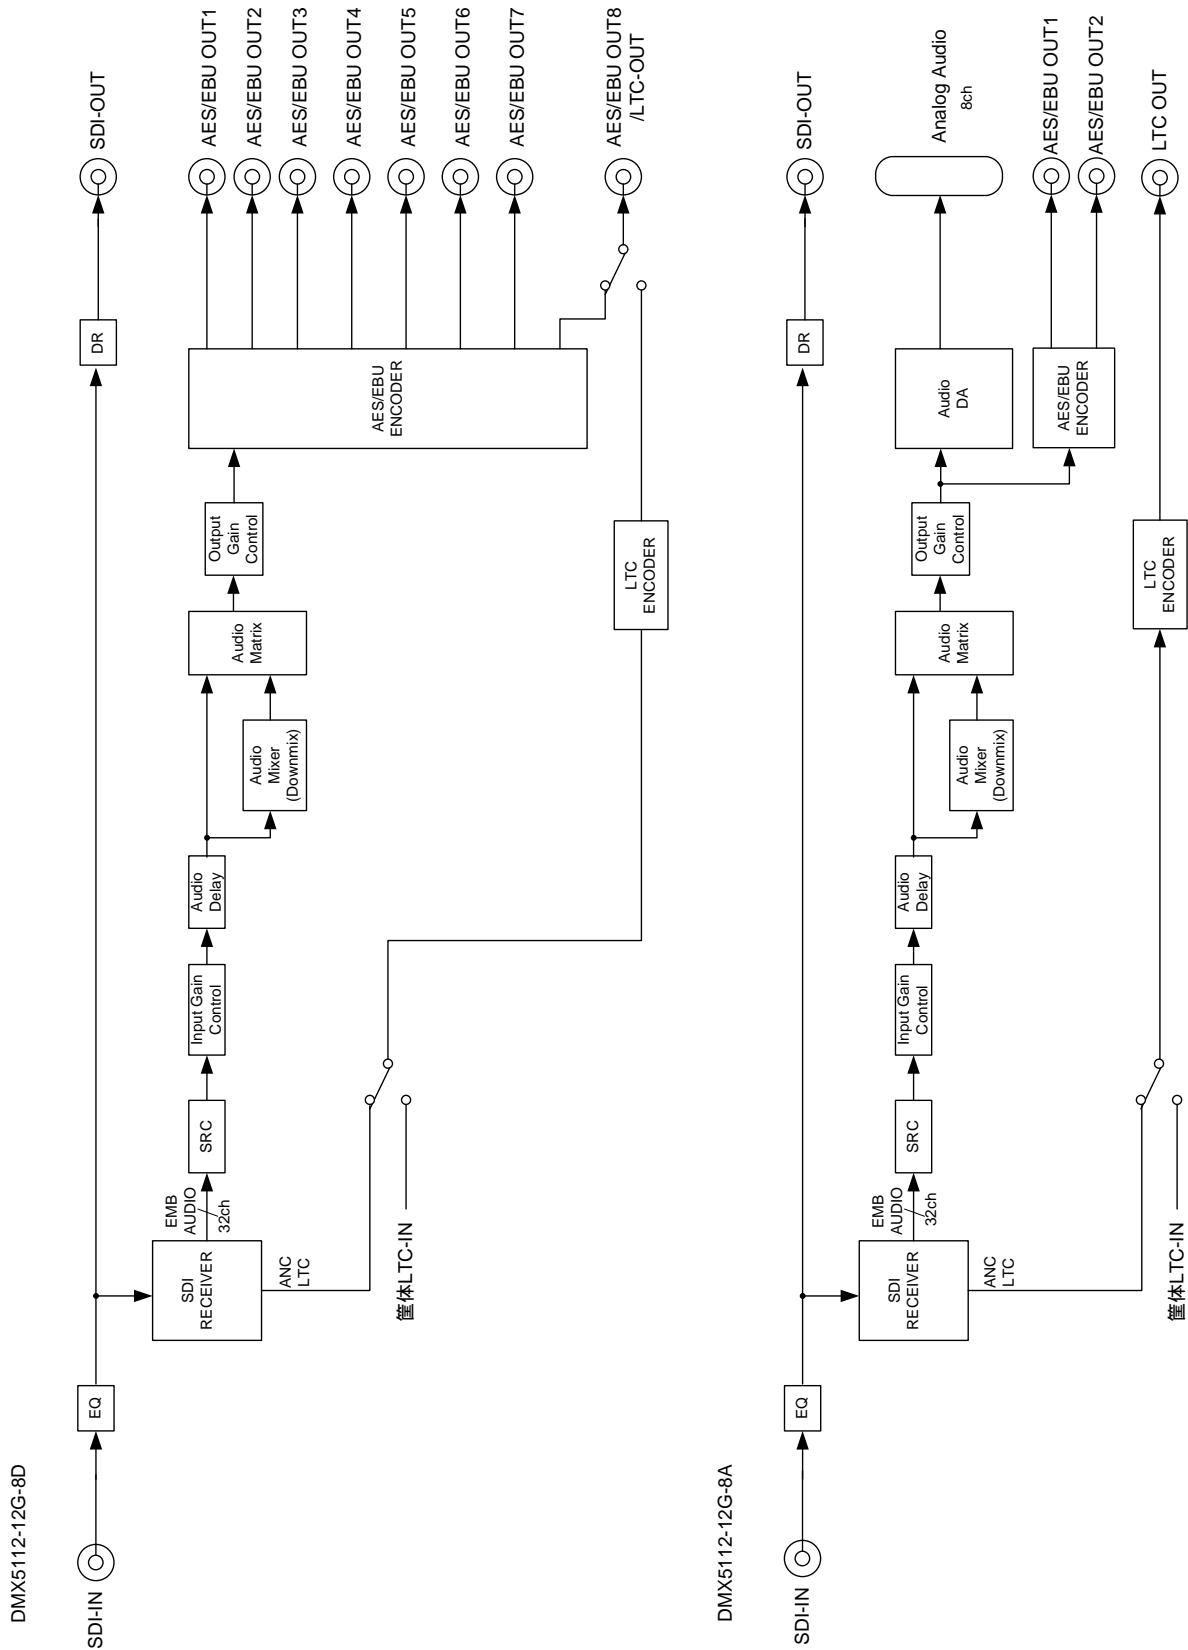 DMX5112-12G-8D
SDI-IN
EQ
DR
SDI-OUT
SDI
RECEIVER
EMB
AUDIO
32ch
SRC
Input Gain
Control
Audio
Delay
Audio
Mixer
(Downmix)
Audio
Matrix
Output
Gain
Control
AES/EBU
ENCODER
AES/EBU OUT1
AES/EBU OUT2
AES/EBU OUT3
AES/EBU OUT4
AES/EBU OUT5
AES/EBU OUT6
AES/EBU OUT7
AES/EBU OUT8
/LTC-OUT
ANC
LTC
筐体LTC-IN
LTC
ENCODER
DMX5112-12G-8A
SDI-IN
EQ
DR
SDI-OUT
SDI
RECEIVER
EMB
AUDIO
32ch
SRC
Input Gain
Control
Audio
Delay
Audio
Mixer
(Downmix)
Audio
Matrix
Output
Gain
Control
Audio
DA
Analog Audio
8ch
AES/EBU
ENCODER
AES/EBU OUT1
AES/EBU OUT2
ANC
LTC
筐体LTC-IN
LTC
ENCODER
LTC OUT